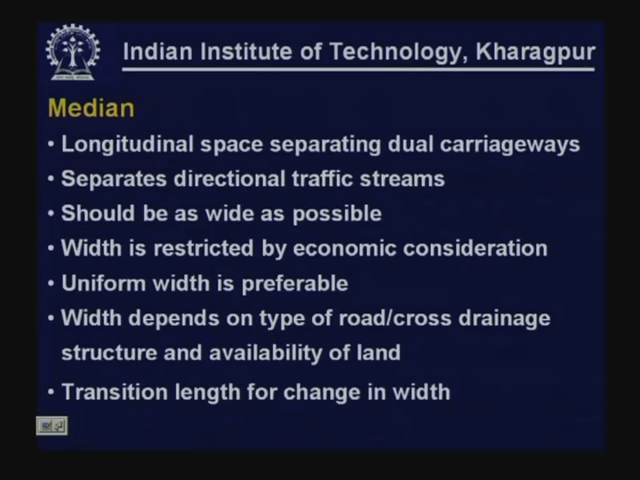 Indian Institute of Technology, Kharagpur
Median
• Longitudinal space separating dual carriageways
• Separates directional traffic streams
• Should be as wide as possible
• Width is restricted by economic consideration
• Uniform width is preferable
• Width depends on type of road/cross drainage
structure and availability of land
• Transition length for change in width